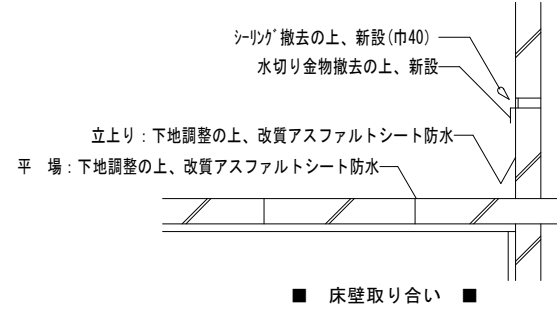 シーリング撤去の上、新設(巾40)
水切り金物撤去の上、新設
立上り：下地調整の上、改質アスファルトシート防水
平　場：下地調整の上、改質アスファルトシート防水
■　床壁取り合い　■